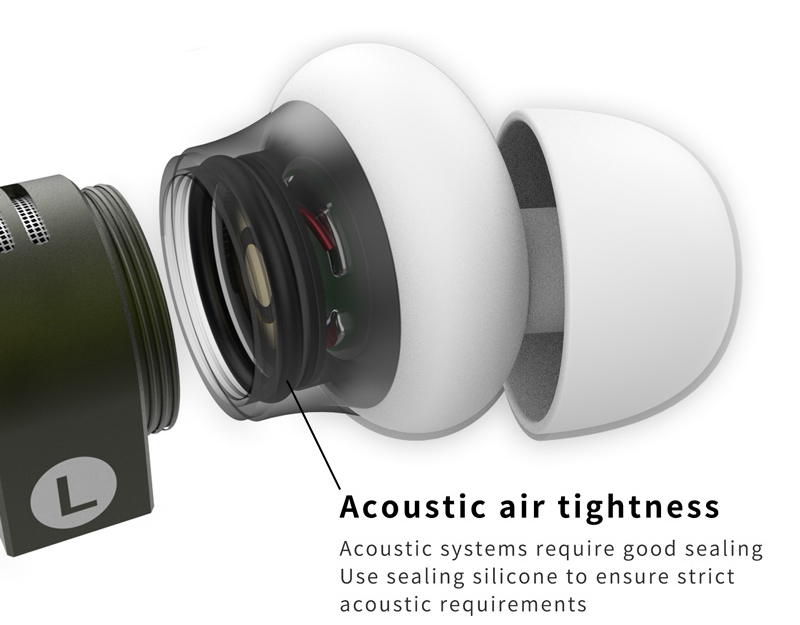 L
Acoustic air tightness
Acoustic systems require good sealing
Use sealing silicone to ensure strict
acoustic requirements